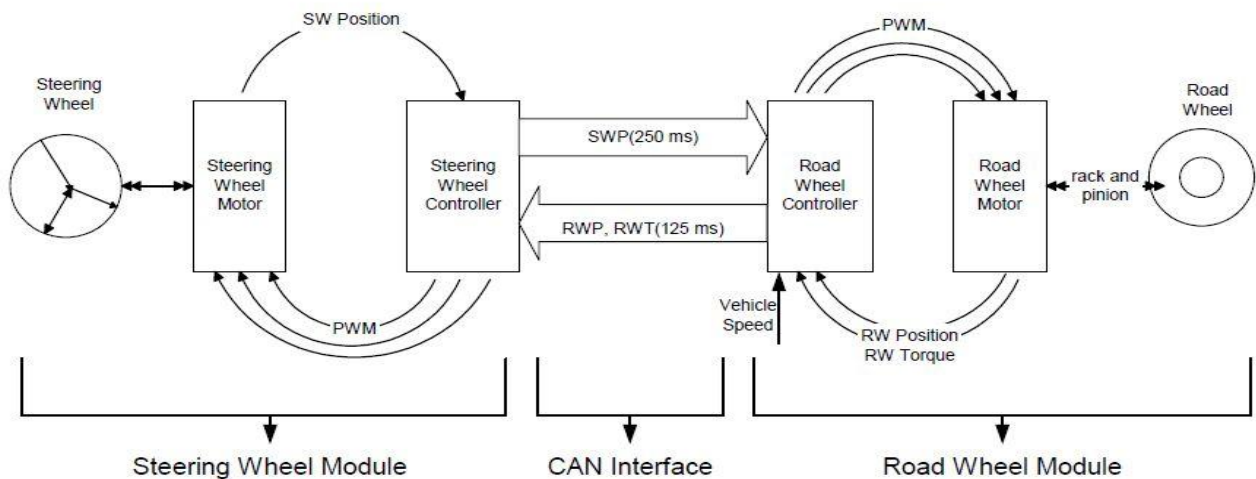 SW Position
PWM
Steering
Wheel
Road
Wheel
Steering
Wheel
Motor
Steering
Wheel
Controller
SWP(250 ms)
RWP, RWT(125 ms)
Road
Wheel
Controller
Road
Wheel
Motor
rack and
pinion
PWM
Vehicle
Speed
RW Position
RW Torque
Steering Wheel Module
CAN Interface
Road Wheel Module